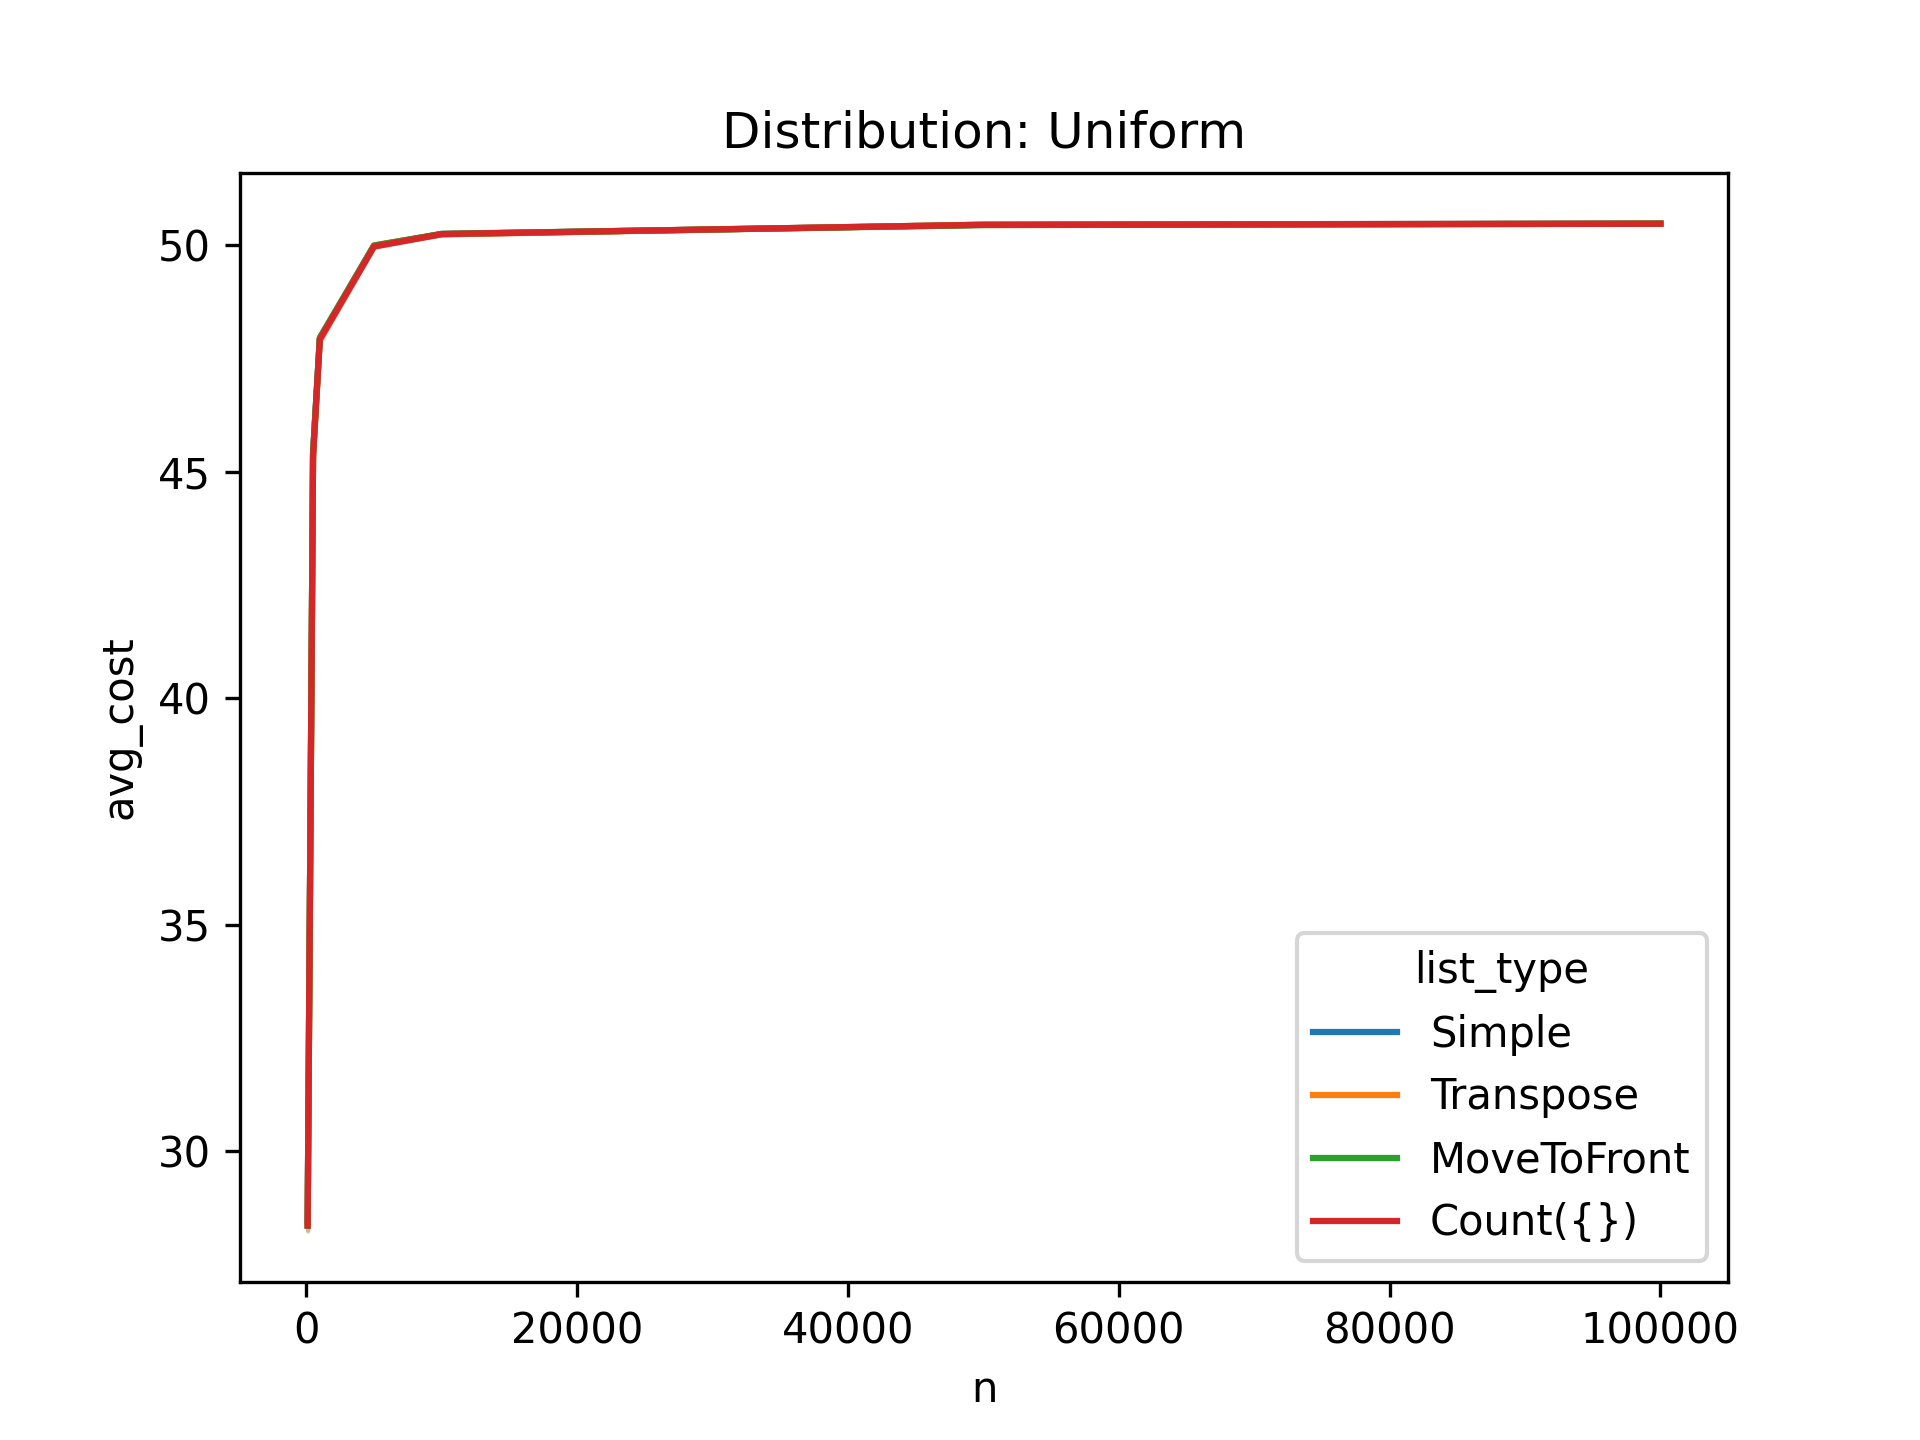 Distribution: Uniform
avg_cost
50
45
40
35
30
list_type
Simple
Transpose
MoveToFront
Count({})
0 20000 40000 60000 80000 100000
n